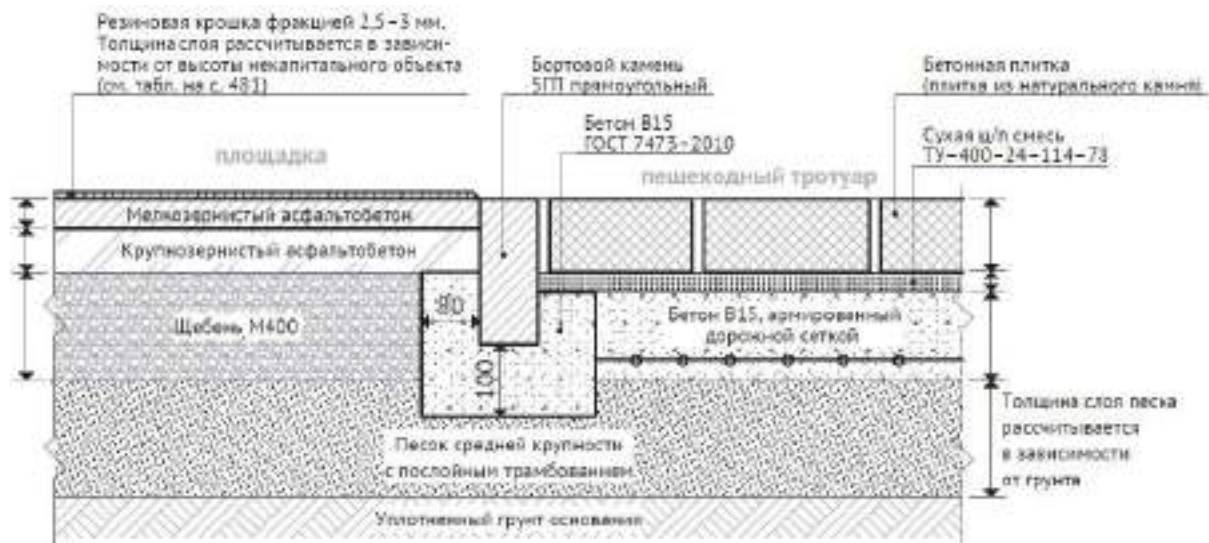 Резиновая крошка фракцией 2,5–3 мм.
Толщина слоя рассчитывается в зависи-
мости от высоты некапитального объекта
(см. табл. на с. 481)
Бортовой камень
5ГП прямоугольный
Бетон В15
ГОСТ 7473–2010
Бетонная плитка
(плитка из натурального камня)
Сухая ц/п смесь
ТУ–400–24–114–78
площадка
пешеходный тротуар
Мелкозернистый асфальтобетон
Крупнозернистый асфальтобетон
Щебень М400
80
100
Бетон В15, армированный
дорожной сеткой
Песок средней крупности
с послойным трамбованием
Толщина слоя песка
рассчитывается
в зависимости
от грунта
Уплотненный грунт основания